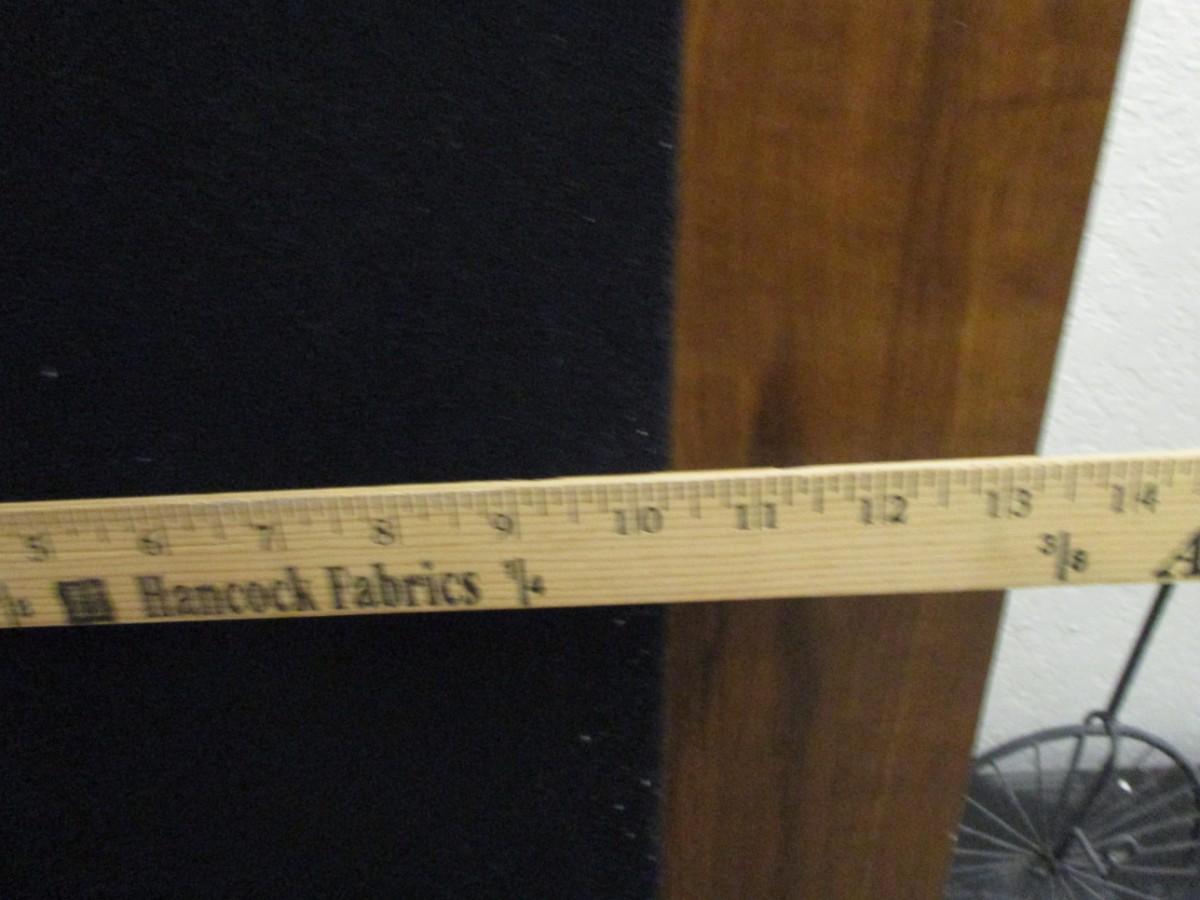 5 6 7 8 9 10 11 12 13 14
Hancock Fabrics 1/4 3/8 A